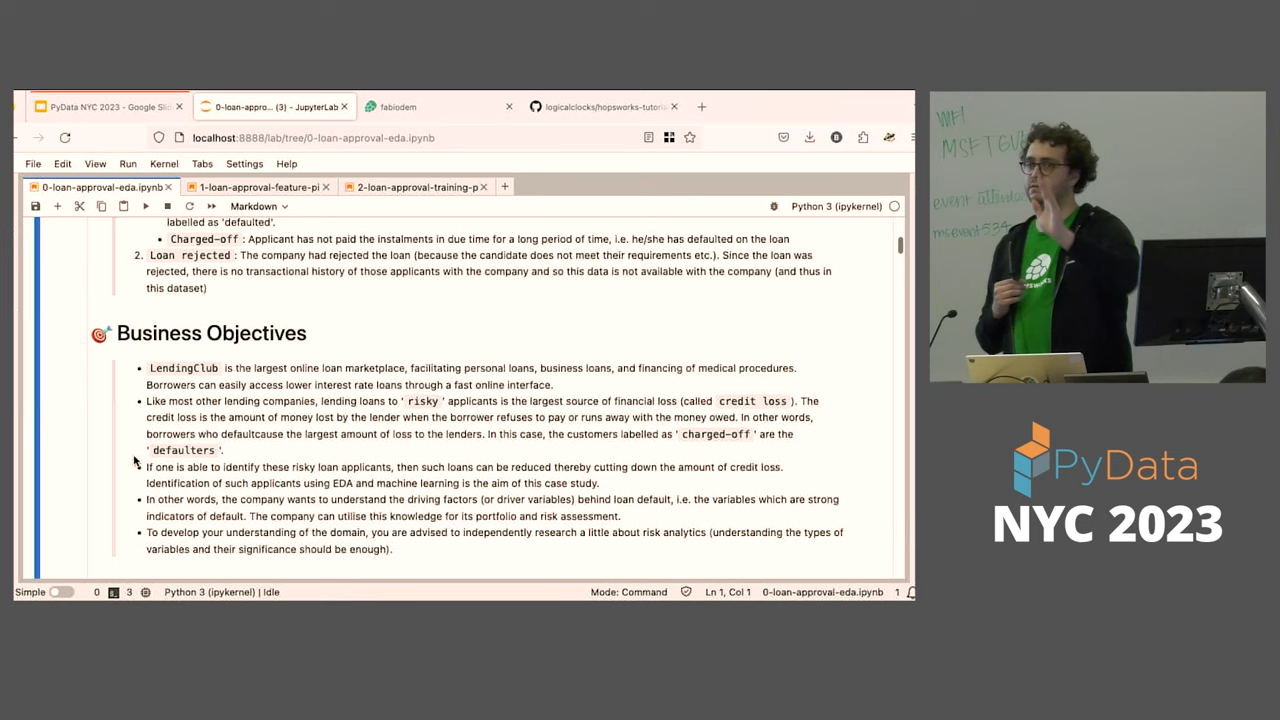 PyData NYC 2023 - Google Slid
0-loan-appro... (3) - JupyterLab
fabiodem
logicalclocks/hopsworks-tutoria
localhost:8888/lab/tree/0-loan-approval-eda.ipynb
File Edit View Run Kernel Tabs Settings Help
0-loan-approval-eda.ipynb
1-loan-approval-feature-pi
2-loan-approval-training-p
Markdown
Python 3 (ipykernel)
labelled as 'defaulted'.
Charged-off : Applicant has not paid the instalments in due time for a long period of time, i.e. he/she has defaulted on the loan
2. Loan rejected : The company had rejected the loan (because the candidate does not meet their requirements etc.). Since the loan was
rejected, there is no transactional history of those applicants with the company and so this data is not available with the company (and thus in
this dataset)
Business Objectives
LendingClub is the largest online loan marketplace, facilitating personal loans, business loans, and financing of medical procedures.
Borrowers can easily access lower interest rate loans through a fast online interface.
Like most other lending companies, lending loans to ' risky ' applicants is the largest source of financial loss (called credit loss ). The
credit loss is the amount of money lost by the lender when the borrower refuses to pay or runs away with the money owed. In other words,
borrowers who defaultcause the largest amount of loss to the lenders. In this case, the customers labelled as ' charged-off ' are the
' defaulters '.
If one is able to identify these risky loan applicants, then such loans can be reduced thereby cutting down the amount of credit loss.
Identification of such applicants using EDA and machine learning is the aim of this case study.
In other words, the company wants to understand the driving factors (or driver variables) behind loan default, i.e. the variables which are strong
indicators of default. The company can utilise this knowledge for its portfolio and risk assessment.
To develop your understanding of the domain, you are advised to independently research a little about risk analytics (understanding the types of
variables and their significance should be enough).
Simple 0 3 Python 3 (ipykernel) | Idle
Mode: Command Ln 1, Col 1 0-loan-approval-eda.ipynb 1
MSFT
event
PyData
NYC 2023